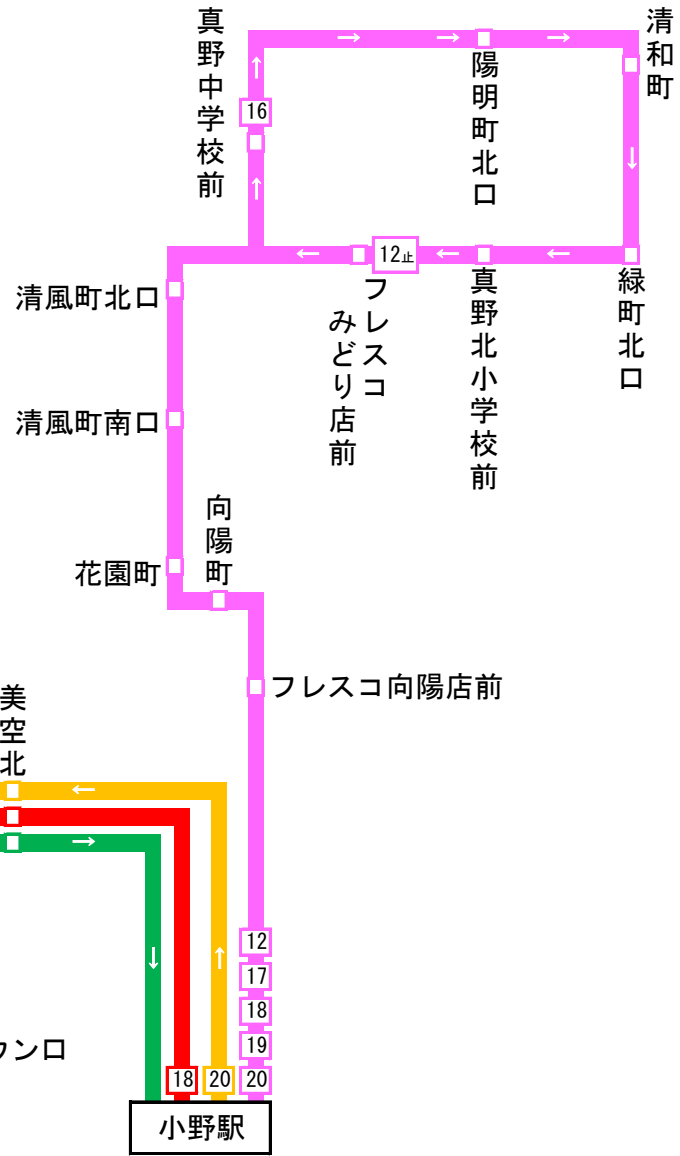 真野中学校前
→
→
→
清和町
陽明町北口
↑
16
↑
↓
←
12止
←
←
清風町北口
フレスコ
みどり店前
真野北小学校前
緑町北口
清風町南口
向陽町
花園町
フレスコ向陽店前
美空北
←
→
12
↓
↑
17
18
19
ウンロ
18
20
20
小野駅